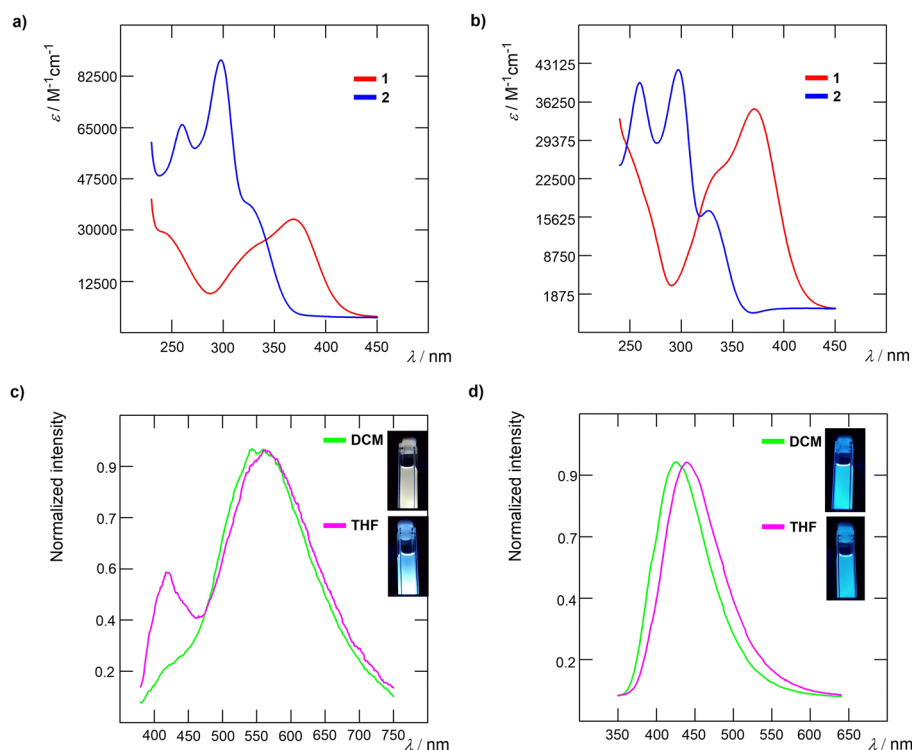 a)
ε / M⁻¹cm⁻¹
82500
65000
47500
30000
12500
1
2
250 300 350 400 450
λ / nm
b)
ε / M⁻¹cm⁻¹
43125
36250
29375
22500
15625
8750
1875
1
2
250 300 350 400 450
λ / nm
c)
Normalized intensity
0.9
0.7
0.6
0.4
0.2
DCM
THF
400 450 500 550 600 650 700 750
λ / nm
d)
Normalized intensity
0.9
0.7
0.4
0.2
DCM
THF
350 400 450 500 550 600 650
λ / nm